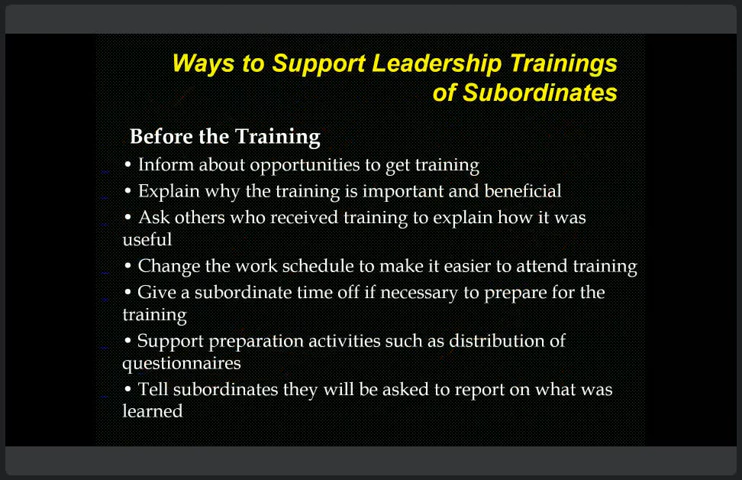 Ways to Support Leadership Trainings
of Subordinates
Before the Training
• Inform about opportunities to get training
• Explain why the training is important and beneficial
• Ask others who received training to explain how it was
useful
• Change the work schedule to make it easier to attend training
• Give a subordinate time off if necessary to prepare for the
training
• Support preparation activities such as distribution of
questionnaires
• Tell subordinates they will be asked to report on what was
learned